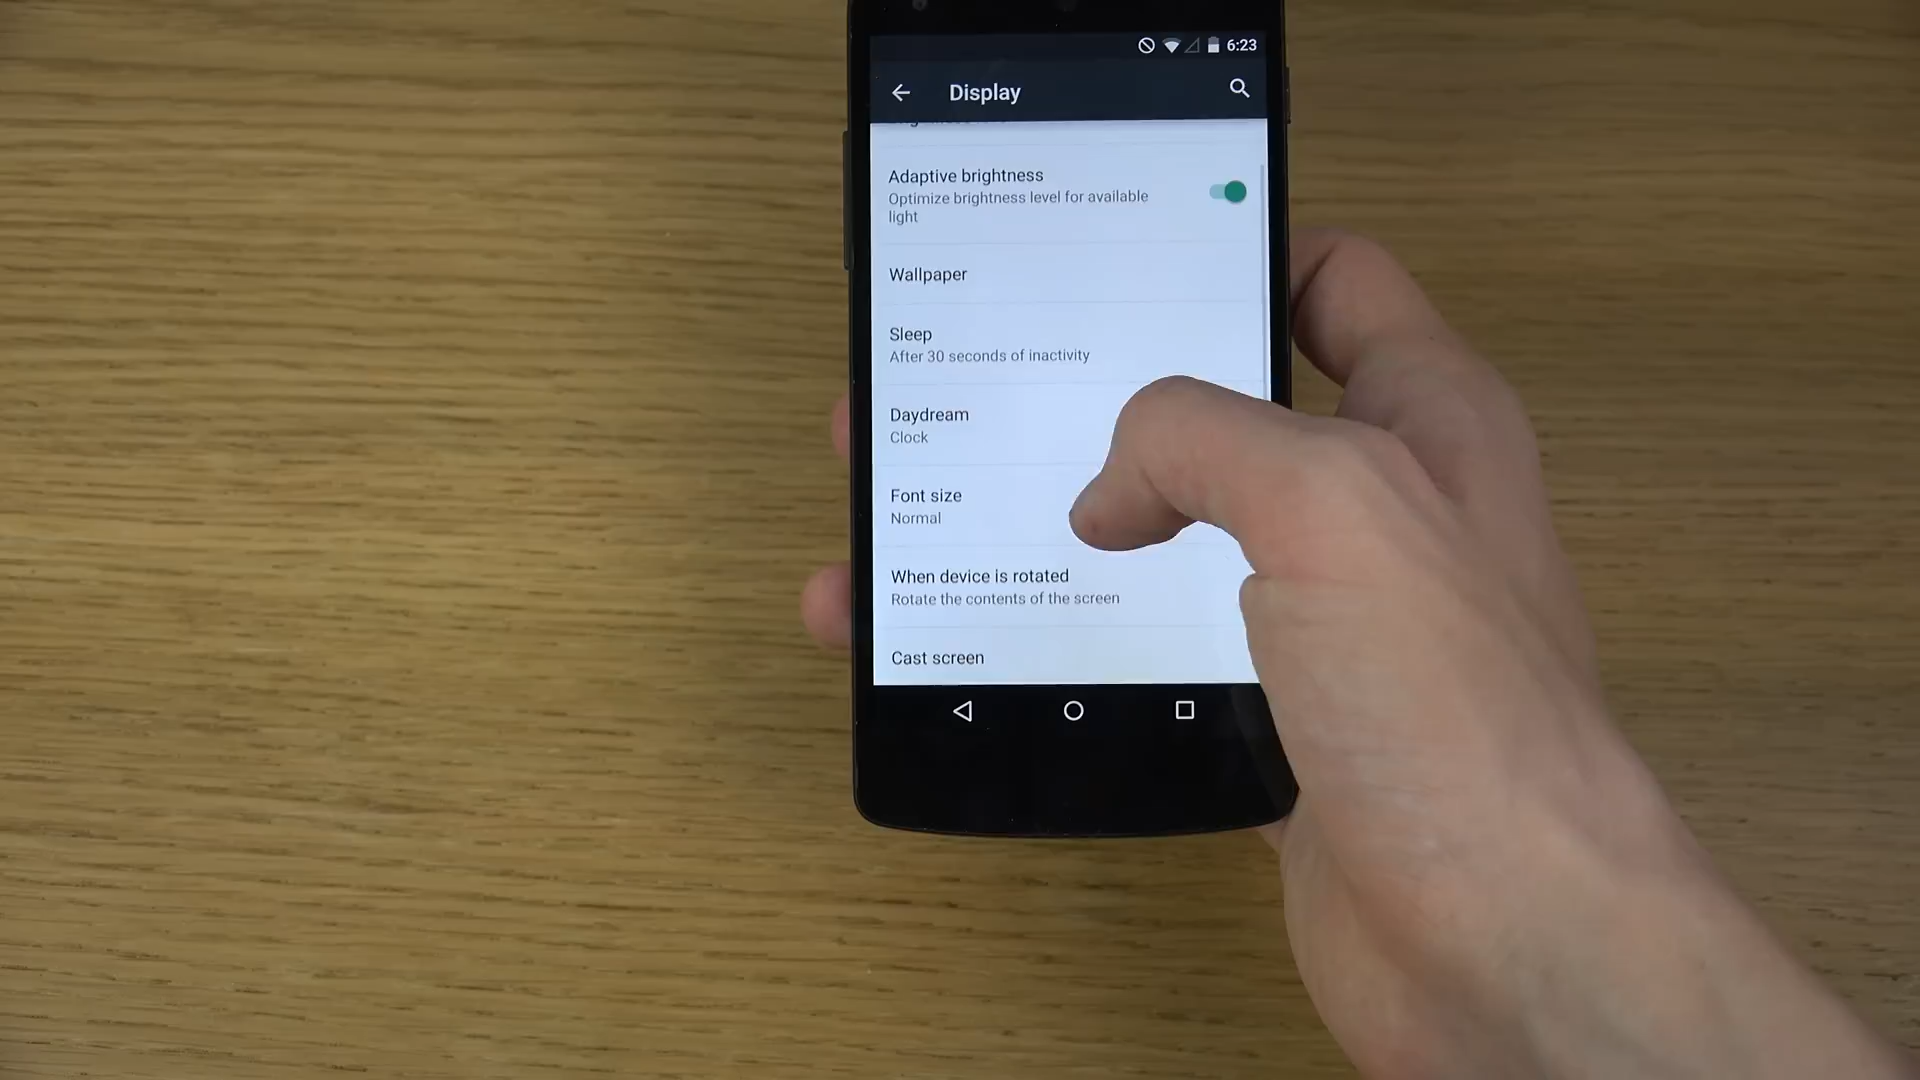 6:23
Display
Adaptive brightness
Optimize brightness level for available
light
Wallpaper
Sleep
After 30 seconds of inactivity
Daydream
Clock
Font size
Normal
When device is rotated
Rotate the contents of the screen
Cast screen